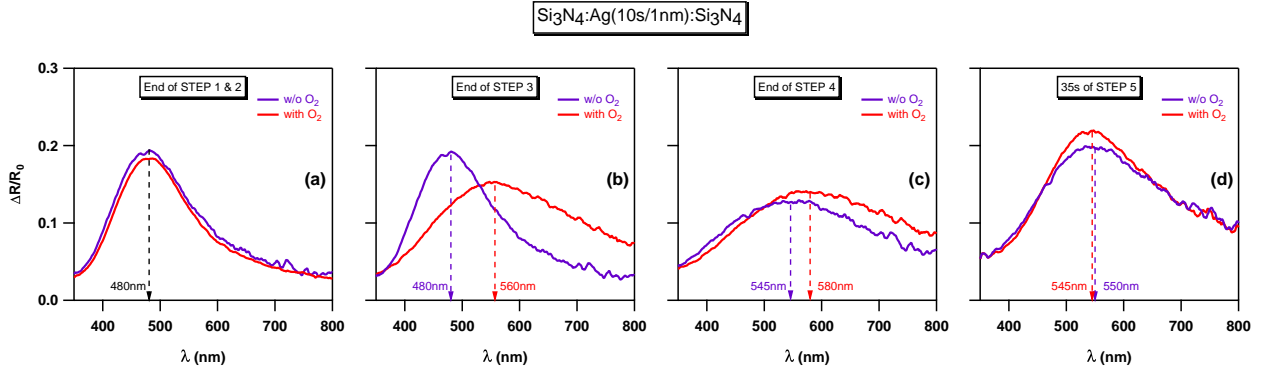 Si3N4:Ag(10s/1nm):Si3N4
0.3
0.2
0.1
0.0
ΔR/R0
End of STEP 1 & 2
w/o O2
with O2
(a)
480nm
400 500 600 700 800
λ (nm)
End of STEP 3
w/o O2
with O2
(b)
480nm
560nm
400 500 600 700 800
λ (nm)
End of STEP 4
w/o O2
with O2
(c)
545nm
580nm
400 500 600 700 800
λ (nm)
35s of STEP 5
w/o O2
with O2
(d)
545nm
550nm
400 500 600 700 800
λ (nm)